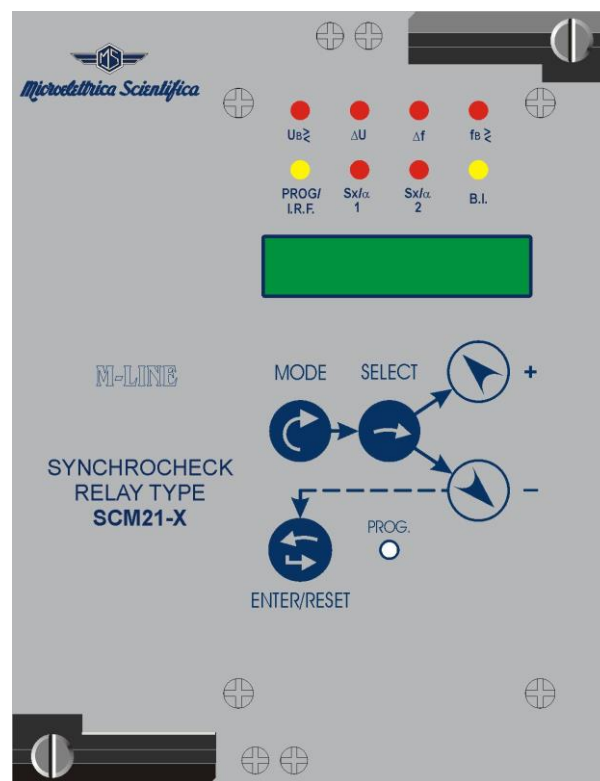 MS
Microelettrica Scientifica
UB≷ ΔU Δf fB≷
PROG/
I.R.F.
Sx/α
1
Sx/α
2
B.I.
M-LINE
MODE SELECT
+
SYNCHROCHECK
RELAY TYPE
SCM21-X
−
PROG.
ENTER/RESET